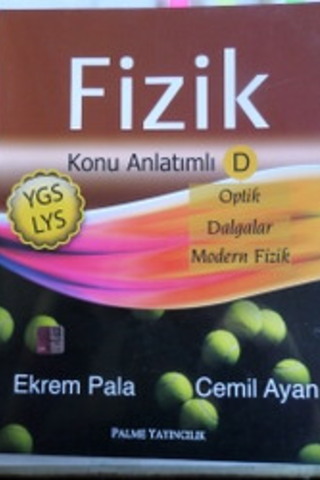 Fizik
Konu Anlatımlı D
YGS
LYS
Optik
Dalgalar
Modern Fizik
Ekrem Pala
Cemil Ayan
PALME YAYINCILIK